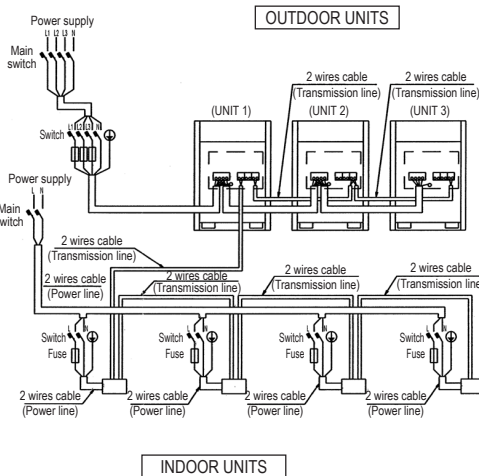 OUTDOOR UNITS
Power supply
L1 L2 L3 N
Main
switch
2 wires cable
(Transmission line)
2 wires cable
(Transmission line)
(UNIT 1)
(UNIT 2)
(UNIT 3)
L1 L2 L3 N
Switch
Power supply
L N
Main
switch
2 wires cable
(Transmission line)
2 wires cable
(Power line)
2 wires cable
(Transmission line)
2 wires cable
(Transmission line)
2 wires cable
(Transmission line)
L N
Switch
Fuse
L N
Switch
Fuse
L N
Switch
Fuse
L N
Switch
Fuse
2 wires cable
(Power line)
2 wires cable
(Power line)
2 wires cable
(Power line)
2 wires cable
(Power line)
INDOOR UNITS